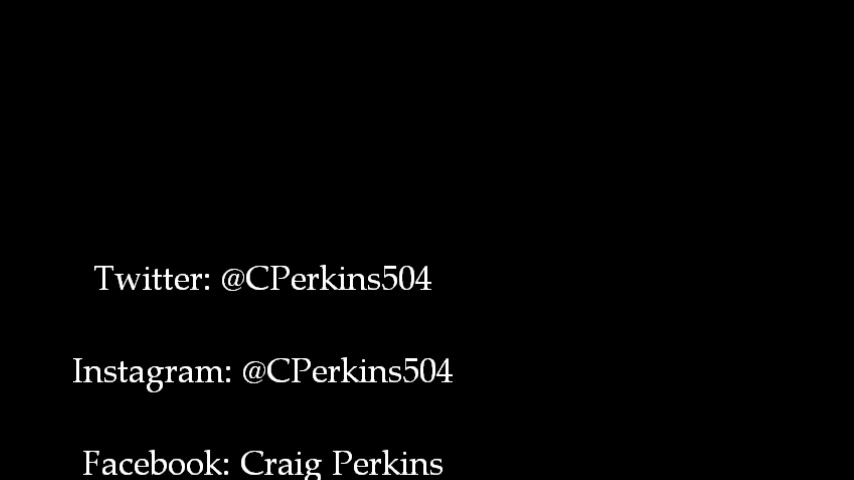 Twitter: @CPerkins504
Instagram: @CPerkins504
Facebook: Craig Perkins